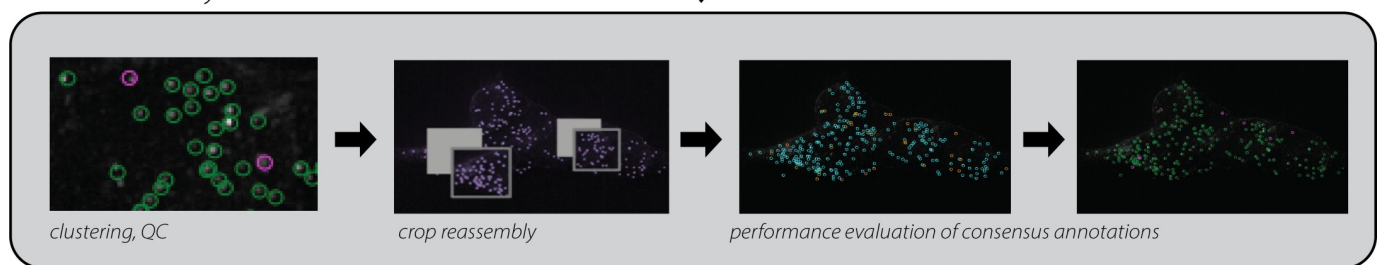 clustering, QC
crop reassembly
performance evaluation of consensus annotations